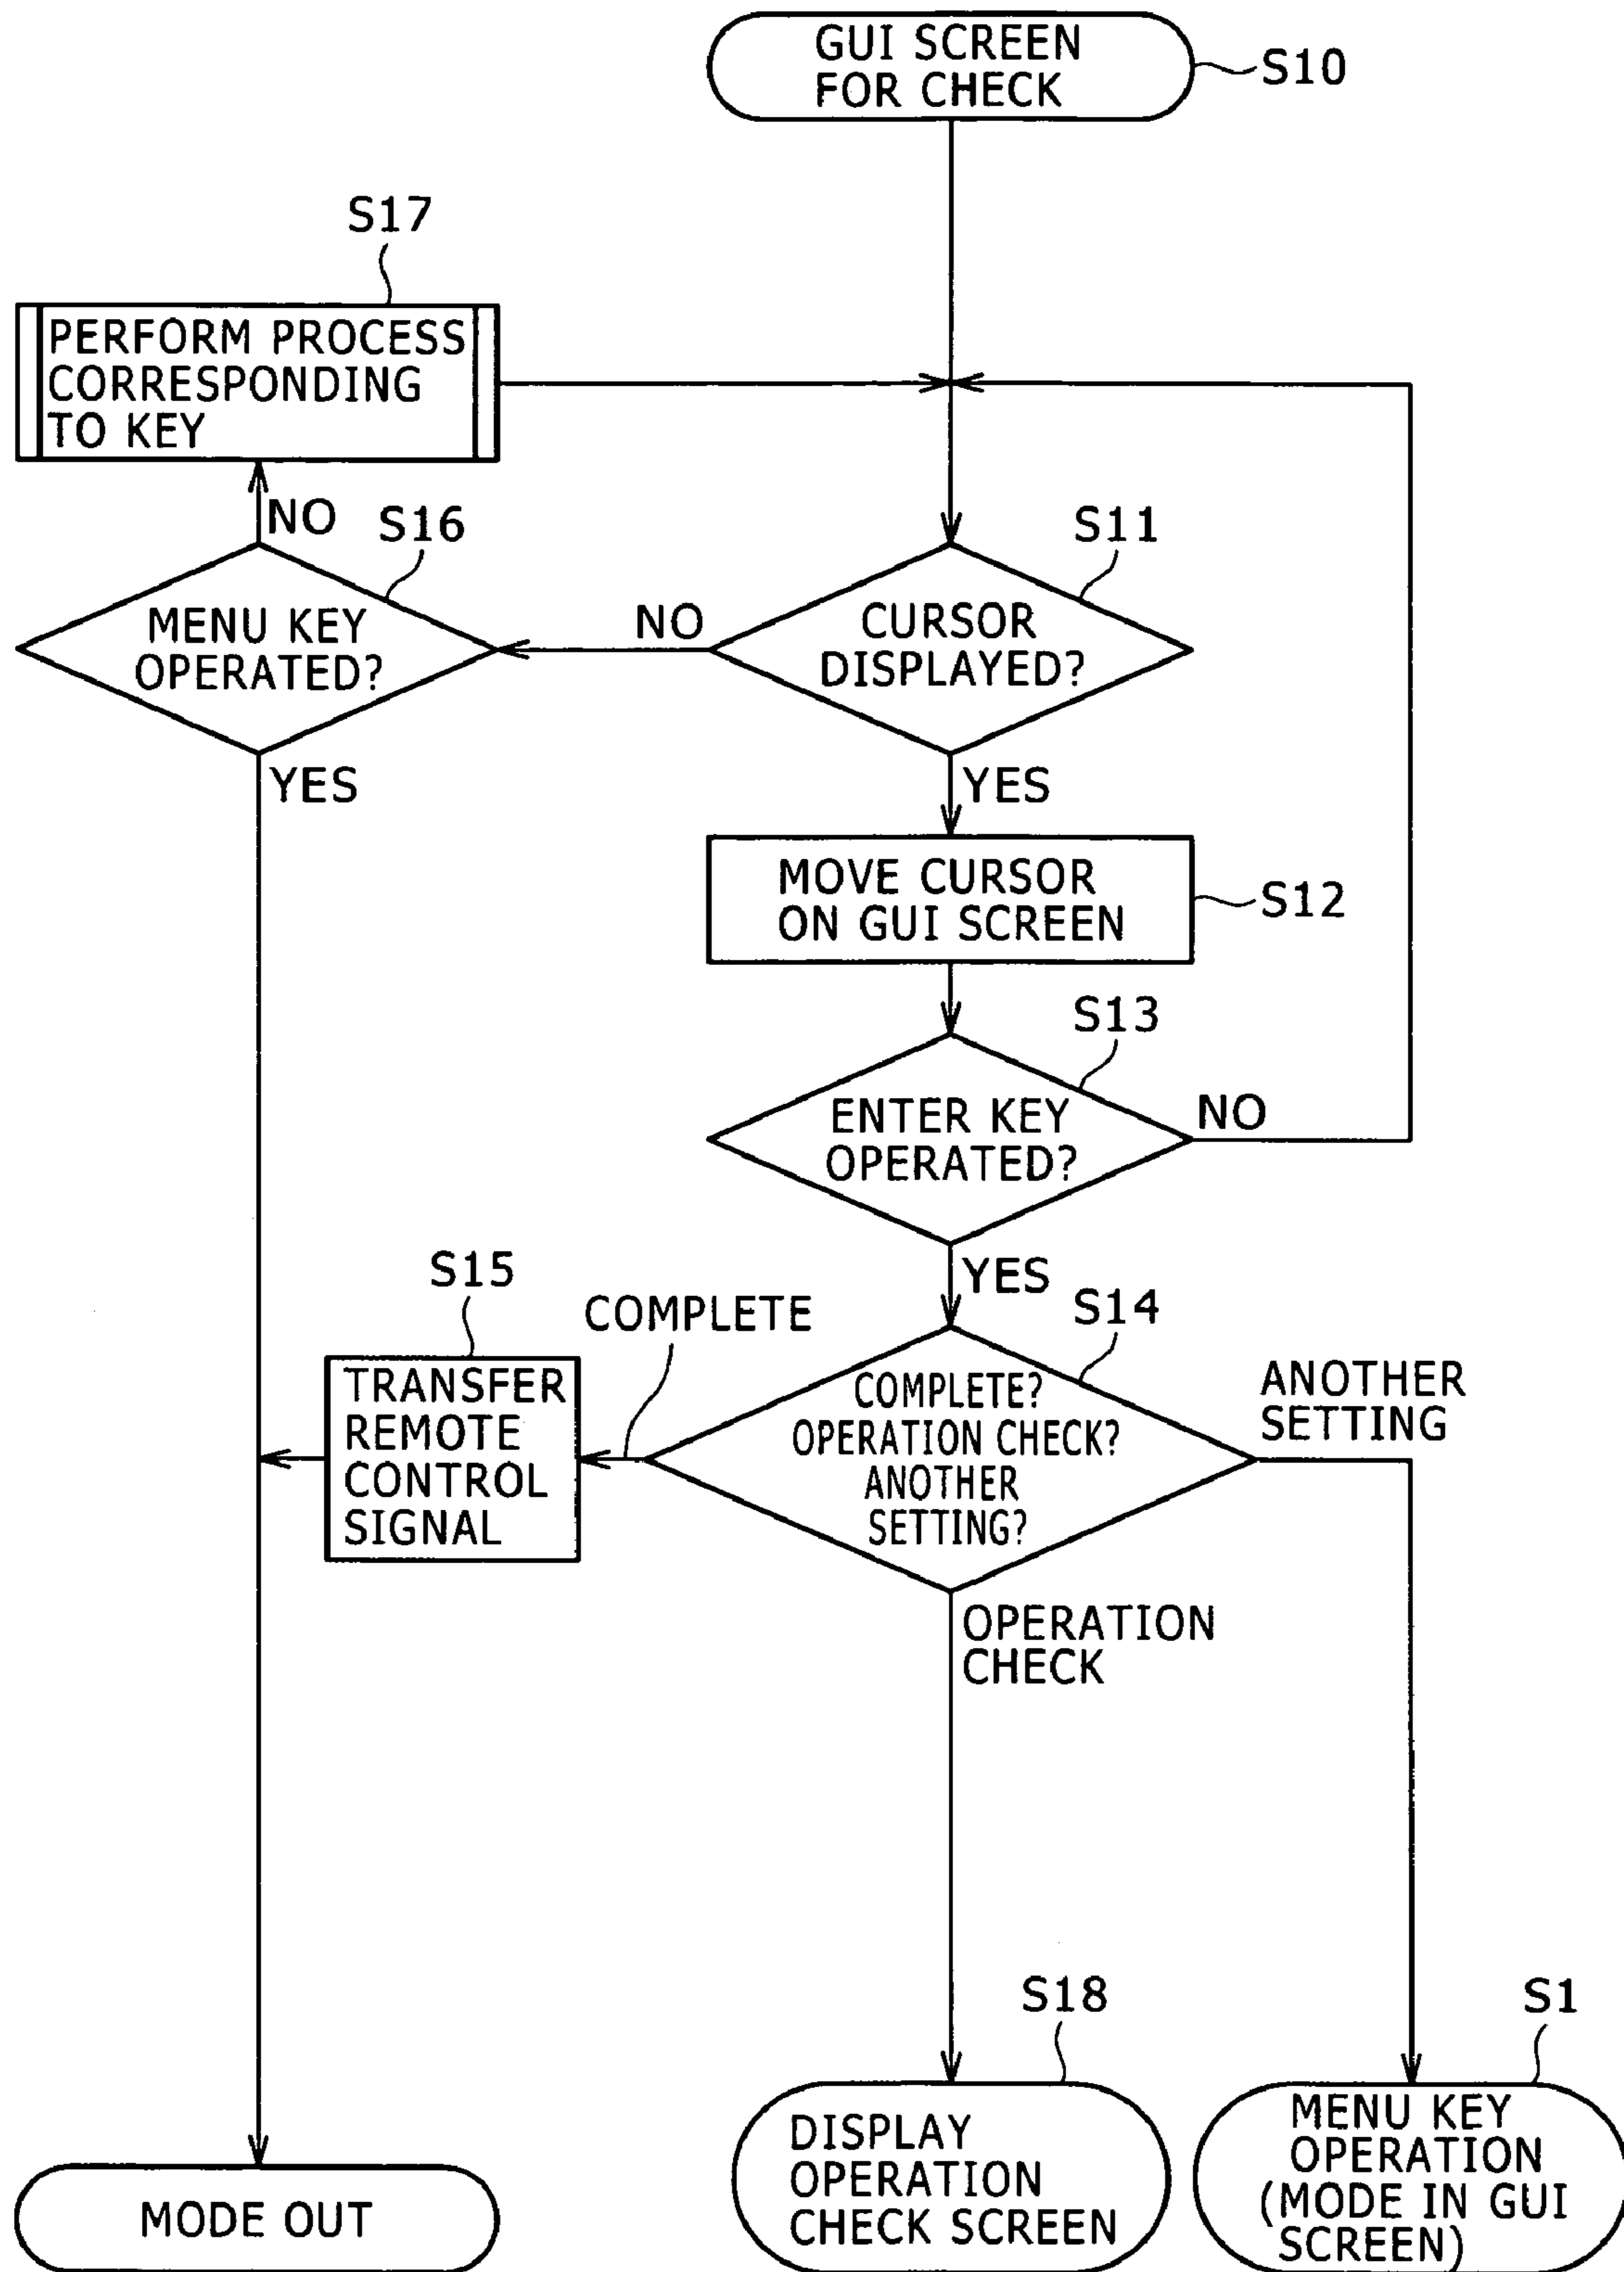 GUI SCREEN
FOR CHECK
S10
S17
PERFORM PROCESS
CORRESPONDING
TO KEY
NO
S16
MENU KEY
OPERATED?
YES
NO
S11
CURSOR
DISPLAYED?
YES
MOVE CURSOR
ON GUI SCREEN
S12
S13
ENTER KEY
OPERATED?
NO
YES
S14
COMPLETE?
OPERATION CHECK?
ANOTHER
SETTING?
COMPLETE
S15
TRANSFER
REMOTE
CONTROL
SIGNAL
ANOTHER
SETTING
OPERATION
CHECK
MODE OUT
S18
DISPLAY
OPERATION
CHECK SCREEN
S1
MENU KEY
OPERATION
(MODE IN GUI
SCREEN)